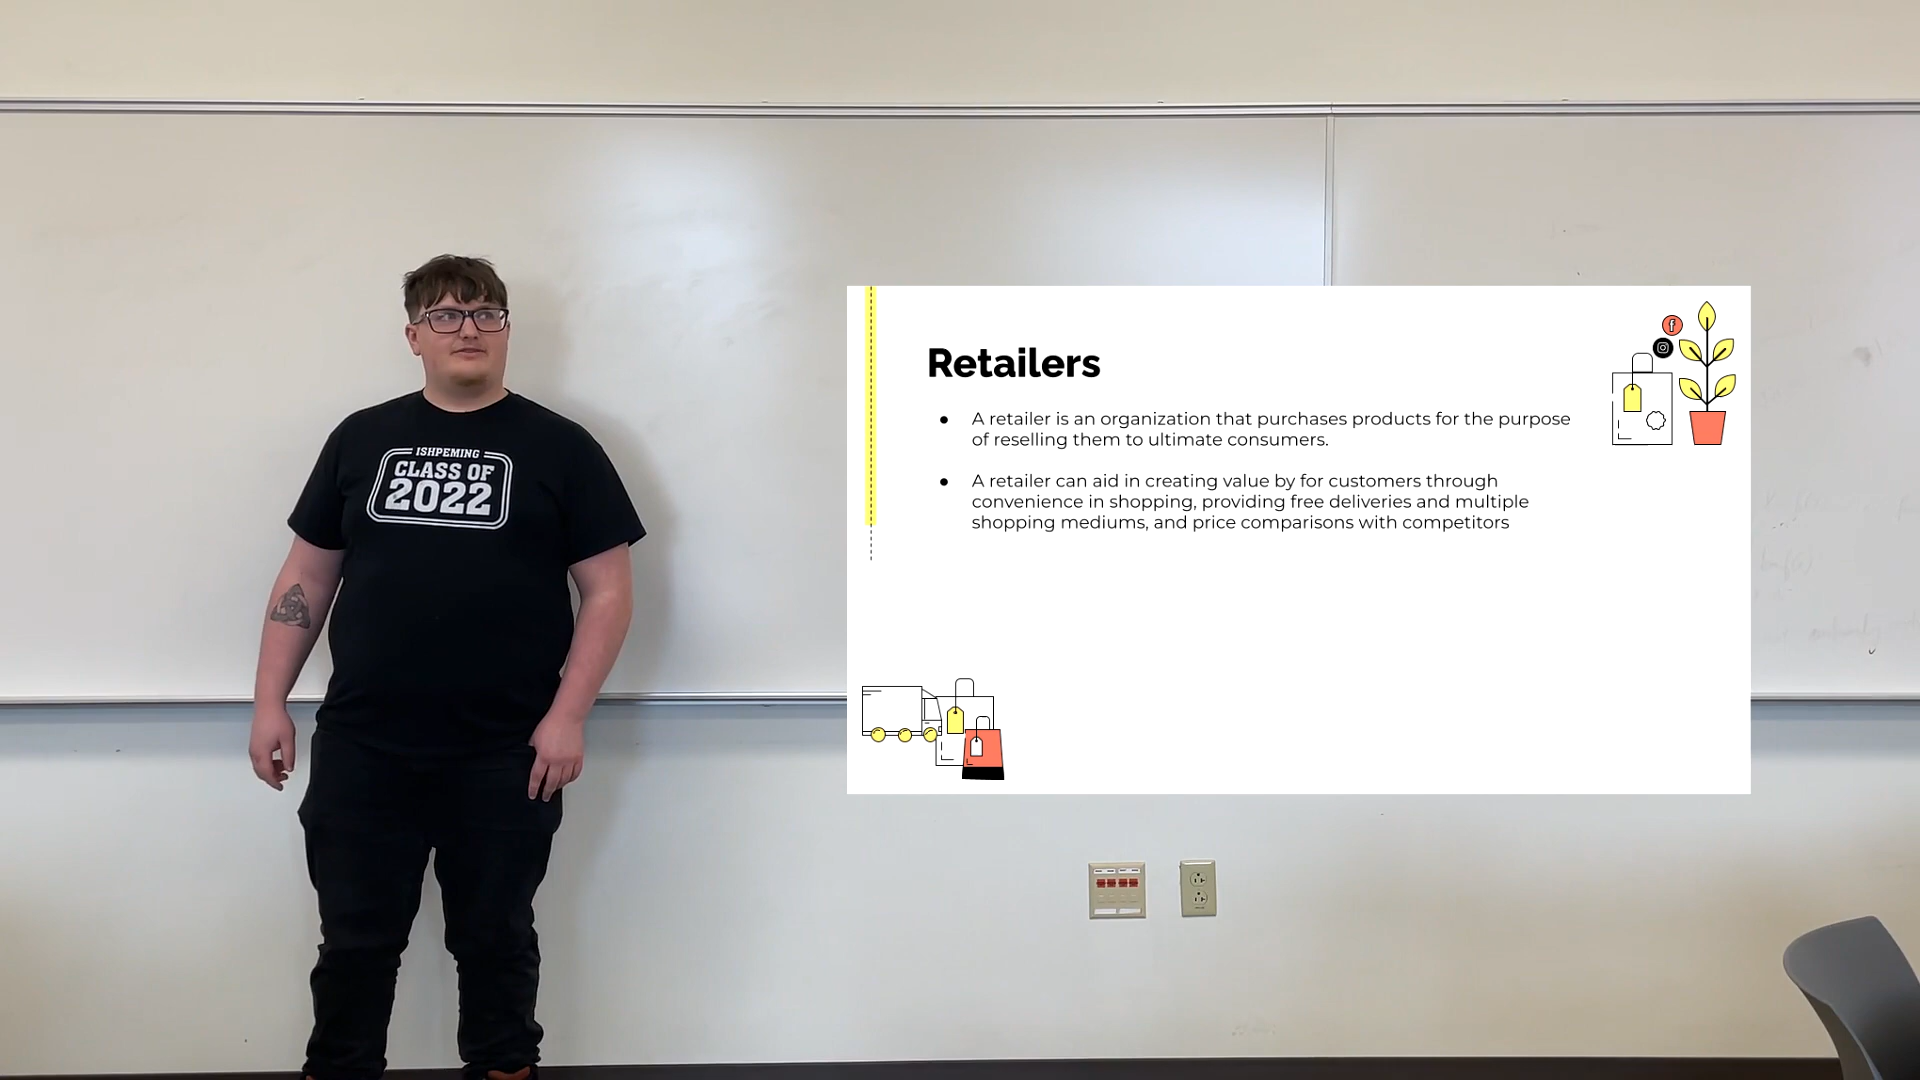 ISHPEMING
CLASS OF
2022
Retailers
● A retailer is an organization that purchases products for the purpose
of reselling them to ultimate consumers.
● A retailer can aid in creating value by for customers through
convenience in shopping, providing free deliveries and multiple
shopping mediums, and price comparisons with competitors